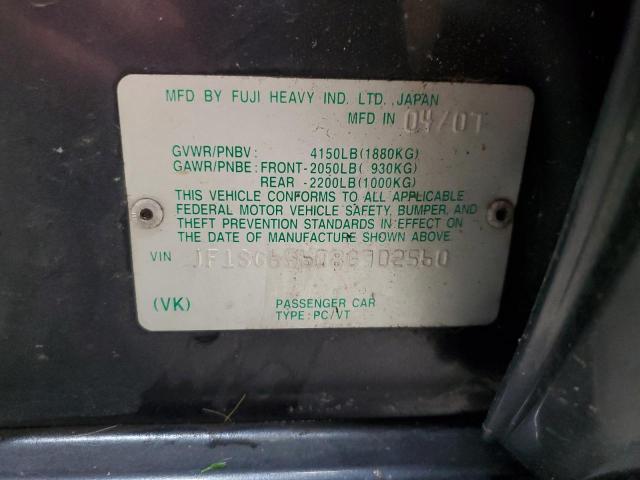 MFD BY FUJI HEAVY IND. LTD., JAPAN
MFD IN 04/07
GVWR/PNBV: 4150LB(1880KG)
GAWR/PNBE: FRONT-2050LB( 930KG)
REAR -2200LB(1000KG)
THIS VEHICLE CONFORMS TO ALL APPLICABLE
FEDERAL MOTOR VEHICLE SAFETY, BUMPER, AND
THEFT PREVENTION STANDARDS IN EFFECT ON
THE DATE OF MANUFACTURE SHOWN ABOVE.
VIN
(VK) PASSENGER CAR
TYPE: PC/VT